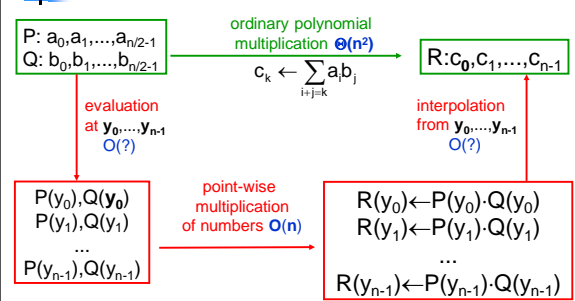 P: a₀,a₁,...,aₙ/₂₋₁
Q: b₀,b₁,...,bₙ/₂₋₁
ordinary polynomial
multiplication Θ(n²)
cₖ ← ∑ aᵢbⱼ
i+j=k
R:c₀,c₁,...,cₙ₋₁
evaluation
at y₀,...,yₙ₋₁
O(?)
interpolation
from y₀,...,yₙ₋₁
O(?)
P(y₀),Q(y₀)
P(y₁),Q(y₁)
...
P(yₙ₋₁),Q(yₙ₋₁)
point-wise
multiplication
of numbers O(n)
R(y₀)←P(y₀)·Q(y₀)
R(y₁)←P(y₁)·Q(y₁)
...
R(yₙ₋₁)←P(yₙ₋₁)·Q(yₙ₋₁)